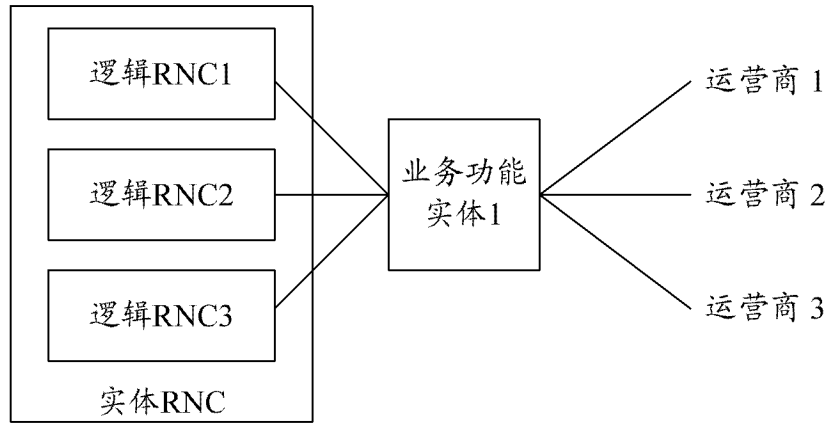 逻辑RNC1
逻辑RNC2
逻辑RNC3
实体RNC
业务功能
实体1
运营商 1
运营商 2
运营商 3